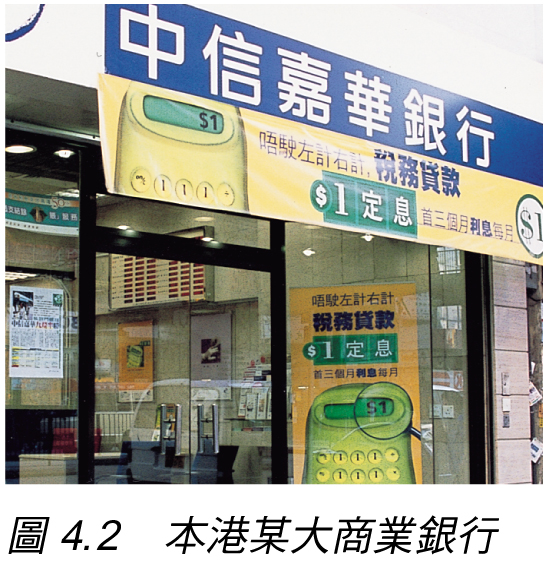 中信嘉華銀行
$1
唔駛左計右計,稅務貸款
$1定息 首三個月利息每月 $1
唔駛左計右計
稅務貸款
$1定息
首三個月利息每月
$1
圖 4.2 本港某大商業銀行